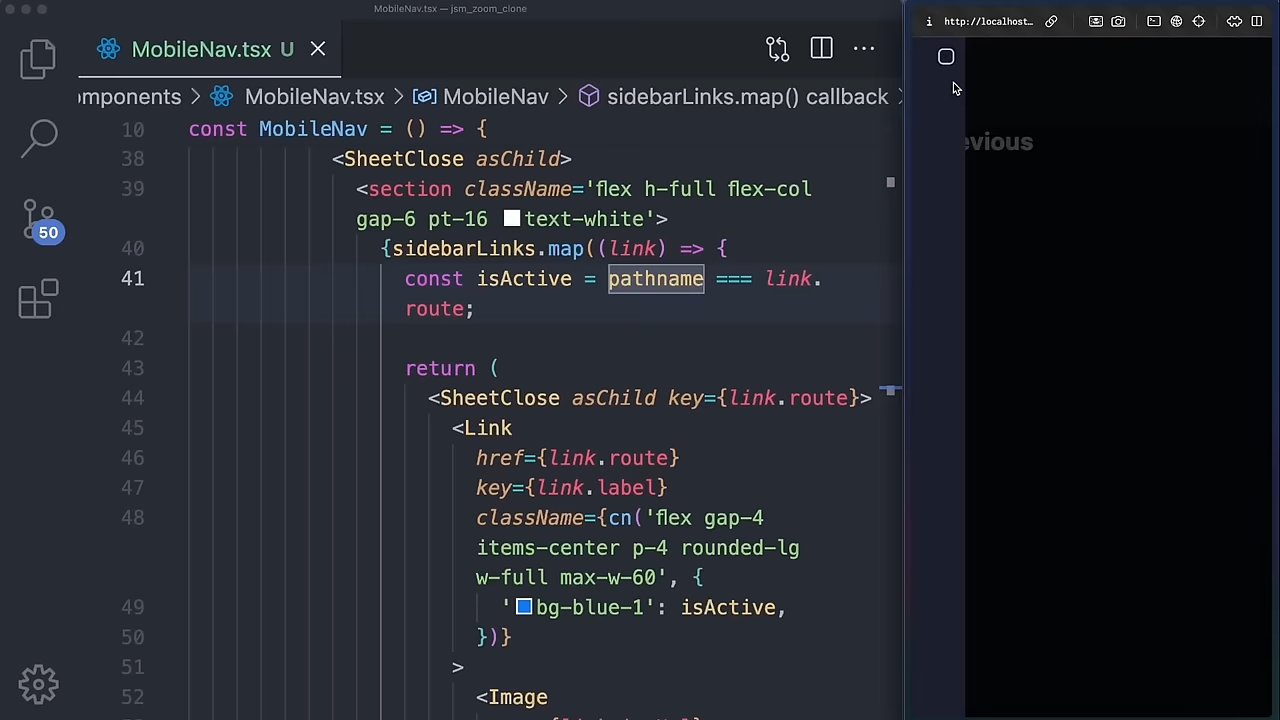 MobileNav.tsx — jsm_zoom_clone
MobileNav.tsx U
http://localhost…
omponents > MobileNav.tsx > MobileNav > sidebarLinks.map() callback >
10 const MobileNav = () => {
38 <SheetClose asChild>
39 <section className='flex h-full flex-col
gap-6 pt-16 text-white'>
40 {sidebarLinks.map((link) => {
41 const isActive = pathname === link.
route;
42
43 return (
44 <SheetClose asChild key={link.route}>
45 <Link
46 href={link.route}
47 key={link.label}
48 className={cn('flex gap-4
items-center p-4 rounded-lg
w-full max-w-60', {
49 'bg-blue-1': isActive,
50 })}
51 >
52 <Image
50
evious